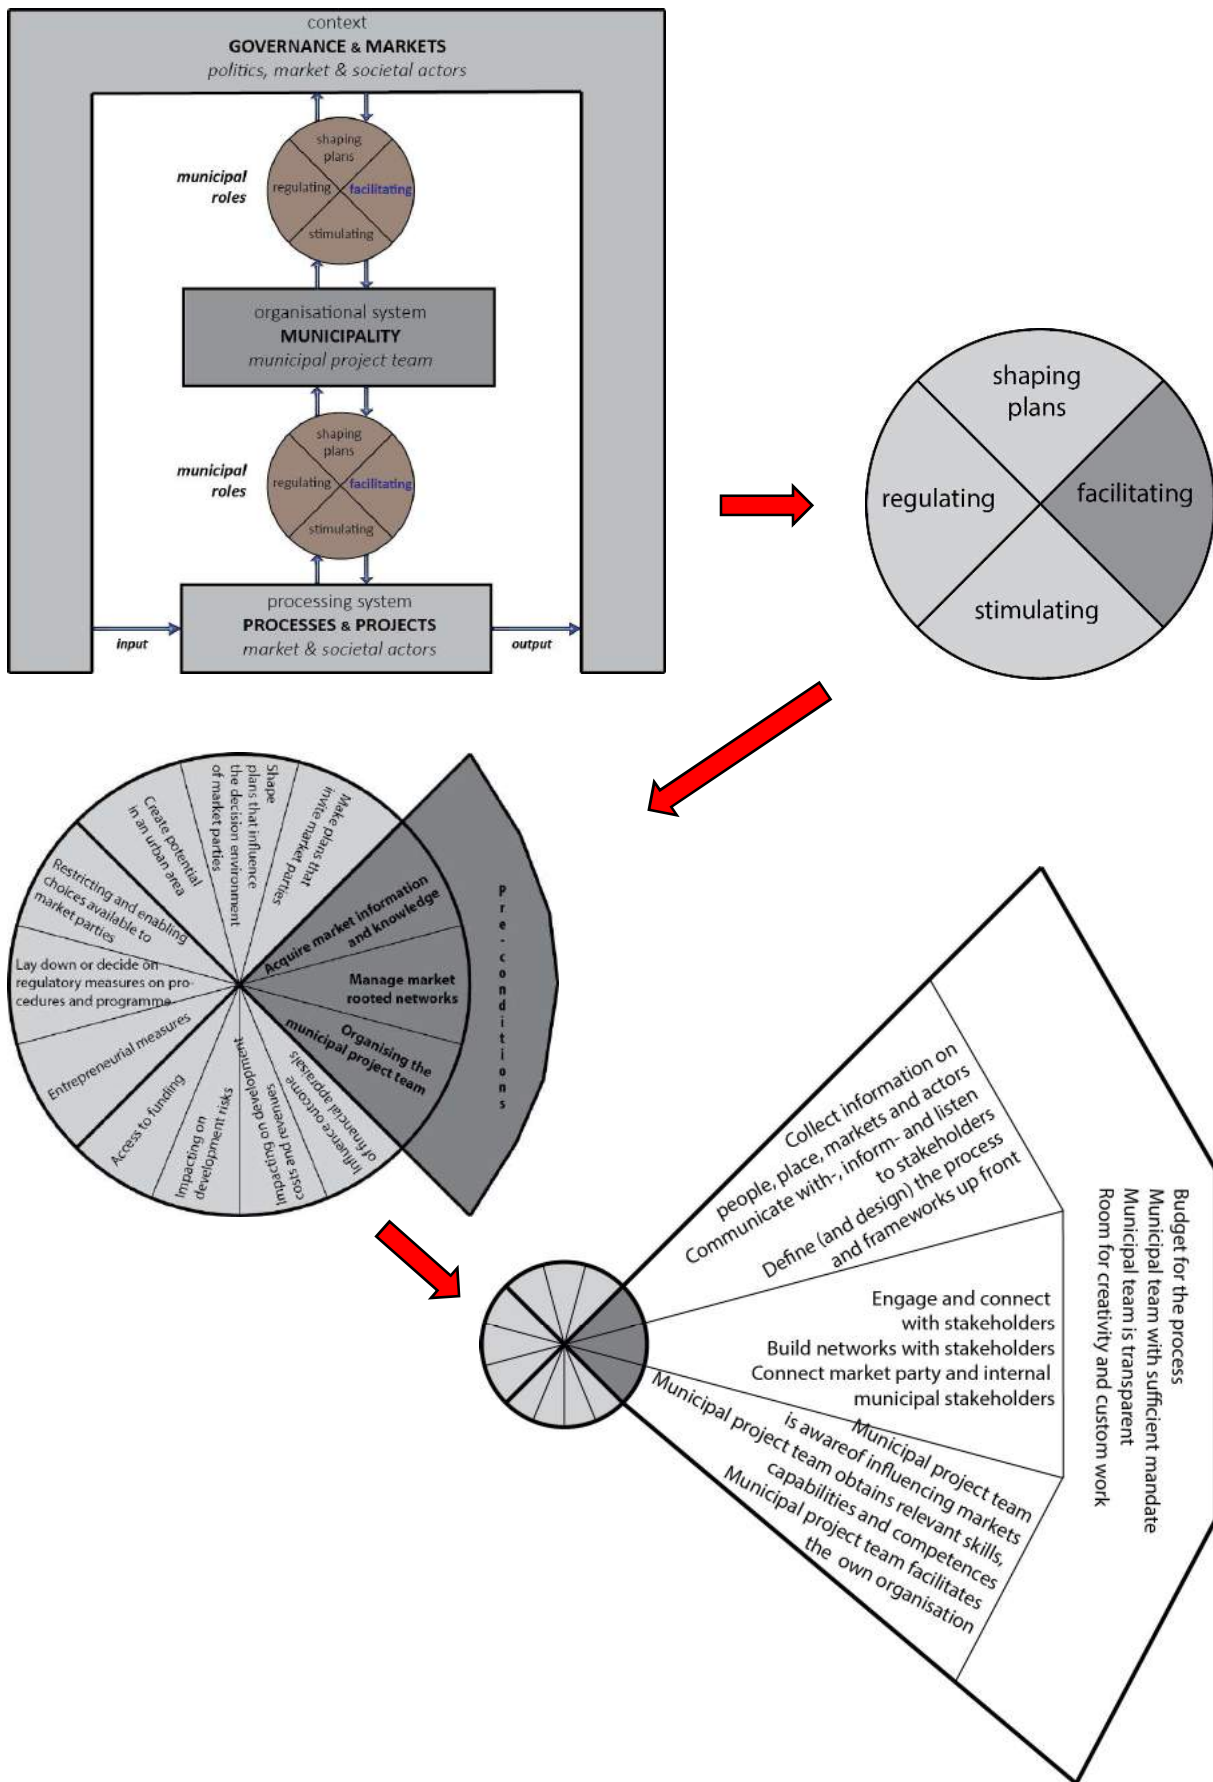 context
GOVERNANCE & MARKETS
politics, market & societal actors
municipal
roles
shaping
plans
regulating
facilitating
stimulating
organisational system
MUNICIPALITY
municipal project team
municipal
roles
shaping
plans
regulating
facilitating
stimulating
processing system
PROCESSES & PROJECTS
market & societal actors
input
output
shaping
plans
regulating
facilitating
stimulating
Restricting and enabling
choices available to
market parties
Create potential
in an urban area
Shape
plans that influence
the decision environment
of market parties
Make plans that
invite market parties
Acquire market information
and knowledge
Manage market
rooted networks
Organising the
municipal project team
Pre-conditions
Lay down or decide on
regulatory measures on pro-
cedures and programme
Entrepreneurial measures
Access to funding
Impacting on
development risks
Impacting on development
costs and revenues
Influence outcome
of financial appraisals
Collect information on
people, place, markets and actors
Communicate with-, inform- and listen
to stakeholders
Define (and design) the process
and frameworks up front
Engage and connect
with stakeholders
Build networks with stakeholders
Connect market party and internal
municipal stakeholders
Municipal project team
is awareof influencing markets
Municipal project team obtains relevant skills,
capabilities and competences
Municipal project team facilitates
the own organisation
Budget for the process
Municipal team with sufficient mandate
Municipal team is transparent
Room for creativity and custom work